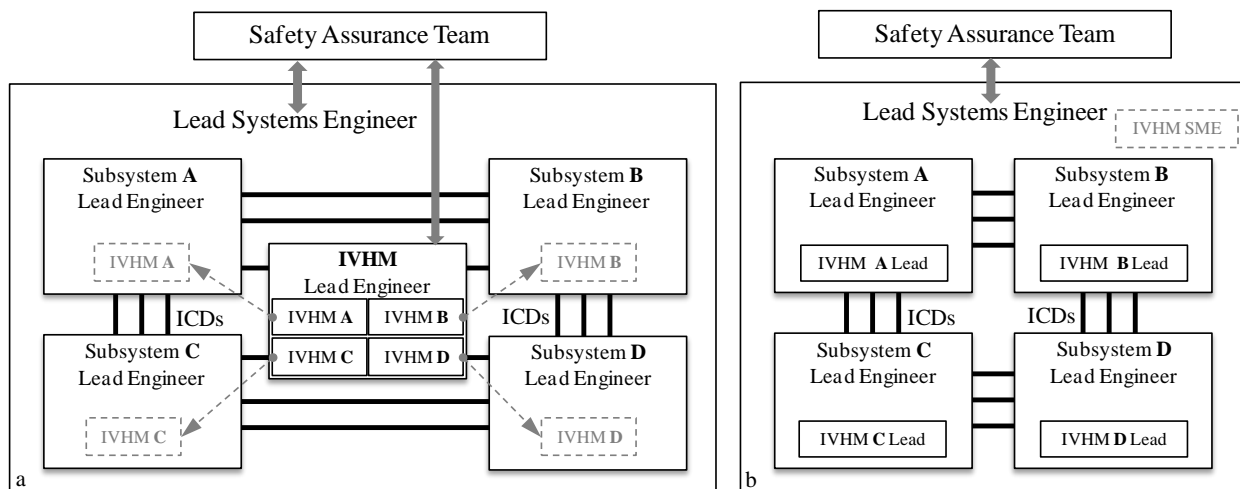 Safety Assurance Team
Lead Systems Engineer
Subsystem A
Lead Engineer
IVHM A
Subsystem B
Lead Engineer
IVHM B
IVHM
Lead Engineer
IVHM A
IVHM B
IVHM C
IVHM D
ICDs
ICDs
Subsystem C
Lead Engineer
IVHM C
Subsystem D
Lead Engineer
IVHM D
a
Safety Assurance Team
Lead Systems Engineer
IVHM SME
Subsystem A
Lead Engineer
IVHM A Lead
Subsystem B
Lead Engineer
IVHM B Lead
ICDs
ICDs
Subsystem C
Lead Engineer
IVHM C Lead
Subsystem D
Lead Engineer
IVHM D Lead
b